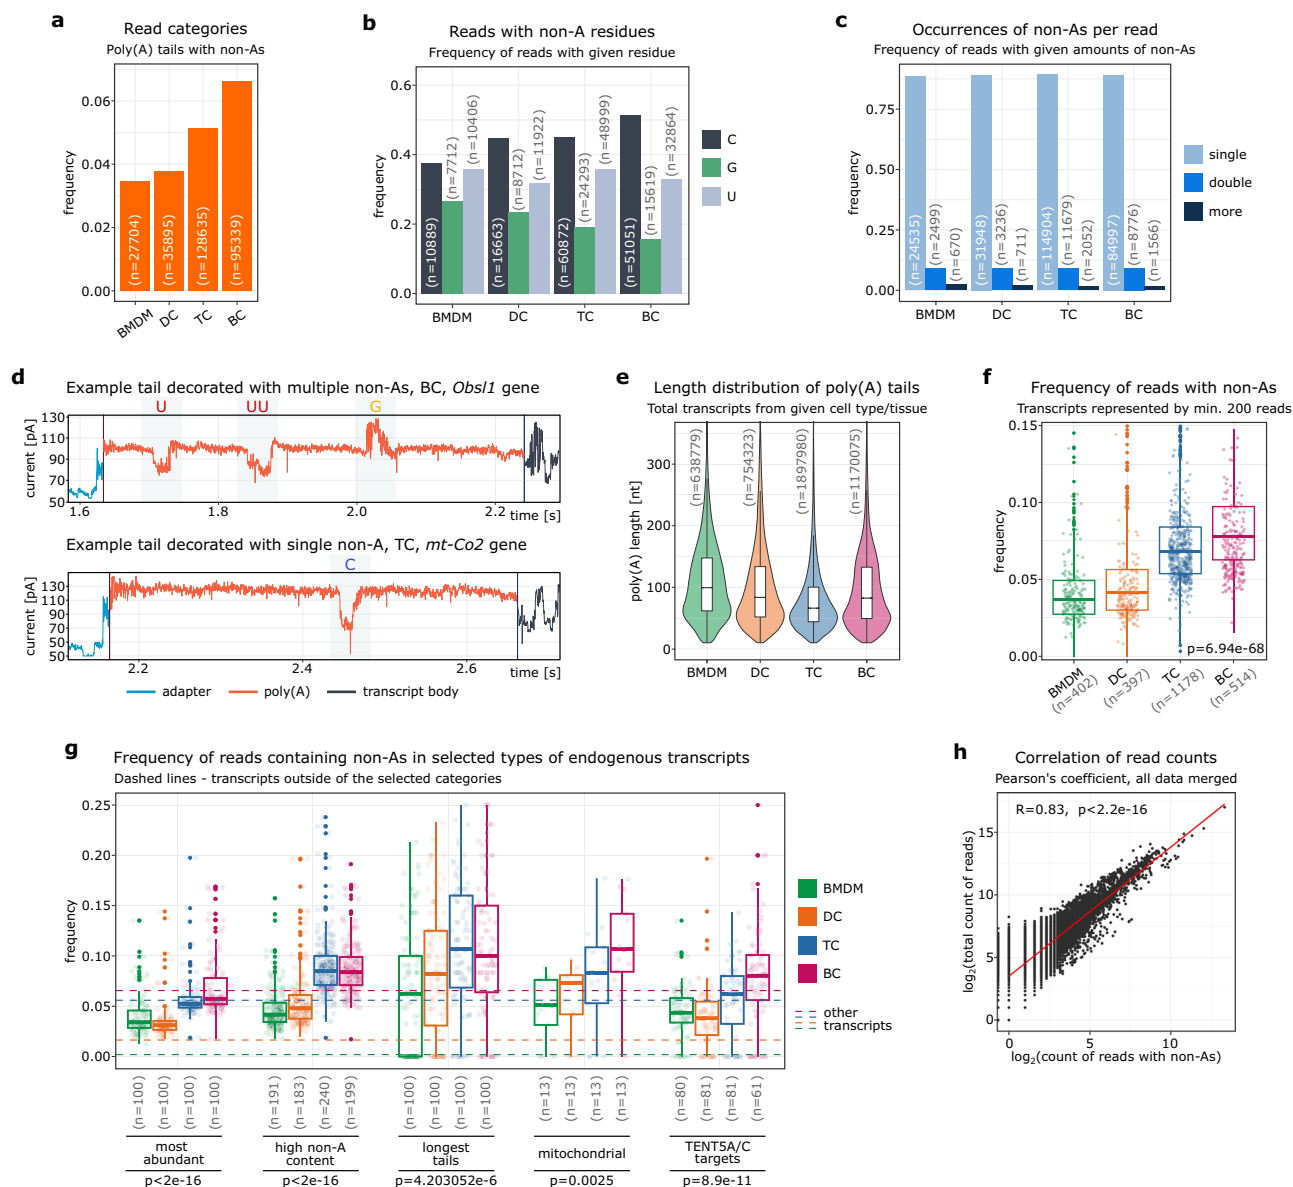 a
Read categories
Poly(A) tails with non-As
frequency
0.06
0.04
0.02
0.00
(n=27704)
(n=35895)
(n=128635)
(n=95339)
BMDM
DC
TC
BC
b
Reads with non-A residues
Frequency of reads with given residue
frequency
0.6
0.4
0.2
0.0
(n=10889)
(n=7712)
(n=10406)
(n=16663)
(n=8712)
(n=11922)
(n=60872)
(n=24293)
(n=48999)
(n=51051)
(n=15619)
(n=32864)
BMDM
DC
TC
BC
C
G
U
c
Occurrences of non-As per read
Frequency of reads with given amounts of non-As
frequency
0.75
0.50
0.25
0.00
(n=24535)
(n=2499)
(n=670)
(n=31948)
(n=3236)
(n=711)
(n=114904)
(n=11679)
(n=2052)
(n=84997)
(n=8776)
(n=1566)
BMDM
DC
TC
BC
single
double
more
d
Example tail decorated with multiple non-As, BC, Obsl1 gene
U
UU
G
current [pA]
130
110
90
70
50
1.6
1.8
2.0
2.2
time [s]
Example tail decorated with single non-A, TC, mt-Co2 gene
C
current [pA]
130
110
90
70
50
2.2
2.4
2.6
time [s]
adapter
poly(A)
transcript body
e
Length distribution of poly(A) tails
Total transcripts from given cell type/tissue
poly(A) length [nt]
300
200
100
0
(n=638779)
(n=754323)
(n=1897980)
(n=1170075)
BMDM
DC
TC
BC
f
Frequency of reads with non-As
Transcripts represented by min. 200 reads
frequency
0.15
0.10
0.05
0.00
p=6.94e-68
BMDM
(n=402)
DC
(n=397)
TC
(n=1178)
BC
(n=514)
g
Frequency of reads containing non-As in selected types of endogenous transcripts
Dashed lines - transcripts outside of the selected categories
frequency
0.25
0.20
0.15
0.10
0.05
0.00
(n=100)
(n=100)
(n=100)
(n=100)
(n=191)
(n=183)
(n=240)
(n=199)
(n=100)
(n=100)
(n=100)
(n=100)
(n=13)
(n=13)
(n=13)
(n=13)
(n=80)
(n=81)
(n=81)
(n=61)
most
abundant
p<2e-16
high non-A
content
p<2e-16
longest
tails
p=4.203052e-6
mitochondrial
p=0.0025
TENT5A/C
targets
p=8.9e-11
BMDM
DC
TC
BC
other
transcripts
h
Correlation of read counts
Pearson's coefficient, all data merged
R=0.83, p<2.2e-16
log2(total count of reads)
15
10
5
0
0
5
10
log2(count of reads with non-As)